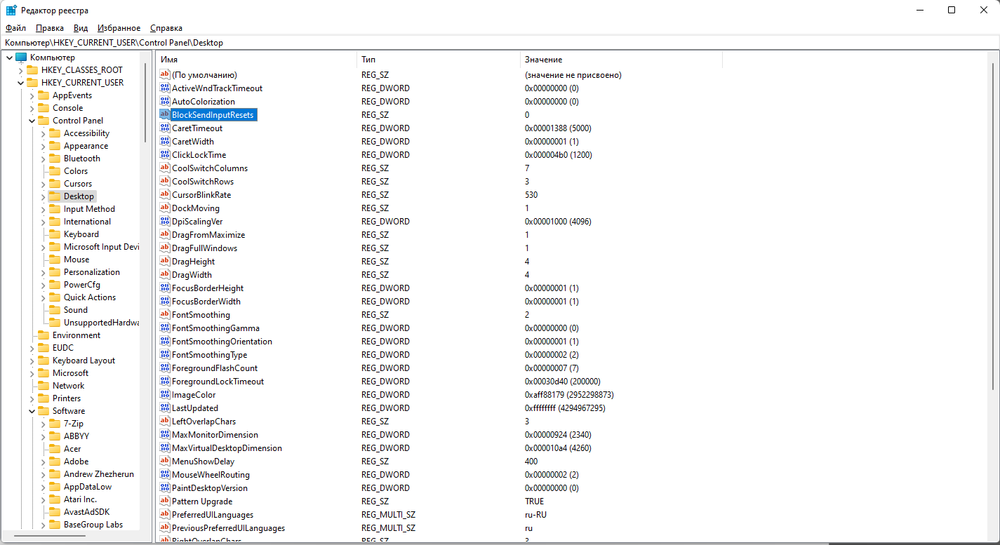 Редактор реестра
Файл Правка Вид Избранное Справка
Компьютер\HKEY_CURRENT_USER\Control Panel\Desktop
Компьютер
HKEY_CLASSES_ROOT
HKEY_CURRENT_USER
AppEvents
Console
Control Panel
Accessibility
Appearance
Bluetooth
Colors
Cursors
Desktop
Input Method
International
Keyboard
Microsoft Input Devi
Mouse
Personalization
PowerCfg
Quick Actions
Sound
UnsupportedHardwa
Environment
EUDC
Keyboard Layout
Microsoft
Network
Printers
Software
7-Zip
ABBYY
Acer
Adobe
Andrew Zhezherun
AppDataLow
Atari Inc.
AvastAdSDK
BaseGroup Labs
Имя Тип Значение
(По умолчанию) REG_SZ (значение не присвоено)
ActiveWndTrackTimeout REG_DWORD 0x00000000 (0)
AutoColorization REG_DWORD 0x00000000 (0)
BlockSendInputResets REG_SZ 0
CaretTimeout REG_DWORD 0x00001388 (5000)
CaretWidth REG_DWORD 0x00000001 (1)
ClickLockTime REG_DWORD 0x000004b0 (1200)
CoolSwitchColumns REG_SZ 7
CoolSwitchRows REG_SZ 3
CursorBlinkRate REG_SZ 530
DockMoving REG_SZ 1
DpiScalingVer REG_DWORD 0x00001000 (4096)
DragFromMaximize REG_SZ 1
DragFullWindows REG_SZ 1
DragHeight REG_SZ 4
DragWidth REG_SZ 4
FocusBorderHeight REG_DWORD 0x00000001 (1)
FocusBorderWidth REG_DWORD 0x00000001 (1)
FontSmoothing REG_SZ 2
FontSmoothingGamma REG_DWORD 0x00000000 (0)
FontSmoothingOrientation REG_DWORD 0x00000001 (1)
FontSmoothingType REG_DWORD 0x00000002 (2)
ForegroundFlashCount REG_DWORD 0x00000007 (7)
ForegroundLockTimeout REG_DWORD 0x00030d40 (200000)
ImageColor REG_DWORD 0xaff88179 (2952298873)
LastUpdated REG_DWORD 0xffffffff (4294967295)
LeftOverlapChars REG_SZ 3
MaxMonitorDimension REG_DWORD 0x00000924 (2340)
MaxVirtualDesktopDimension REG_DWORD 0x000010a4 (4260)
MenuShowDelay REG_SZ 400
MouseWheelRouting REG_DWORD 0x00000002 (2)
PaintDesktopVersion REG_DWORD 0x00000000 (0)
Pattern Upgrade REG_SZ TRUE
PreferredUILanguages REG_MULTI_SZ ru-RU
PreviousPreferredUILanguages REG_MULTI_SZ ru
RightOverlapChars REG_SZ 3